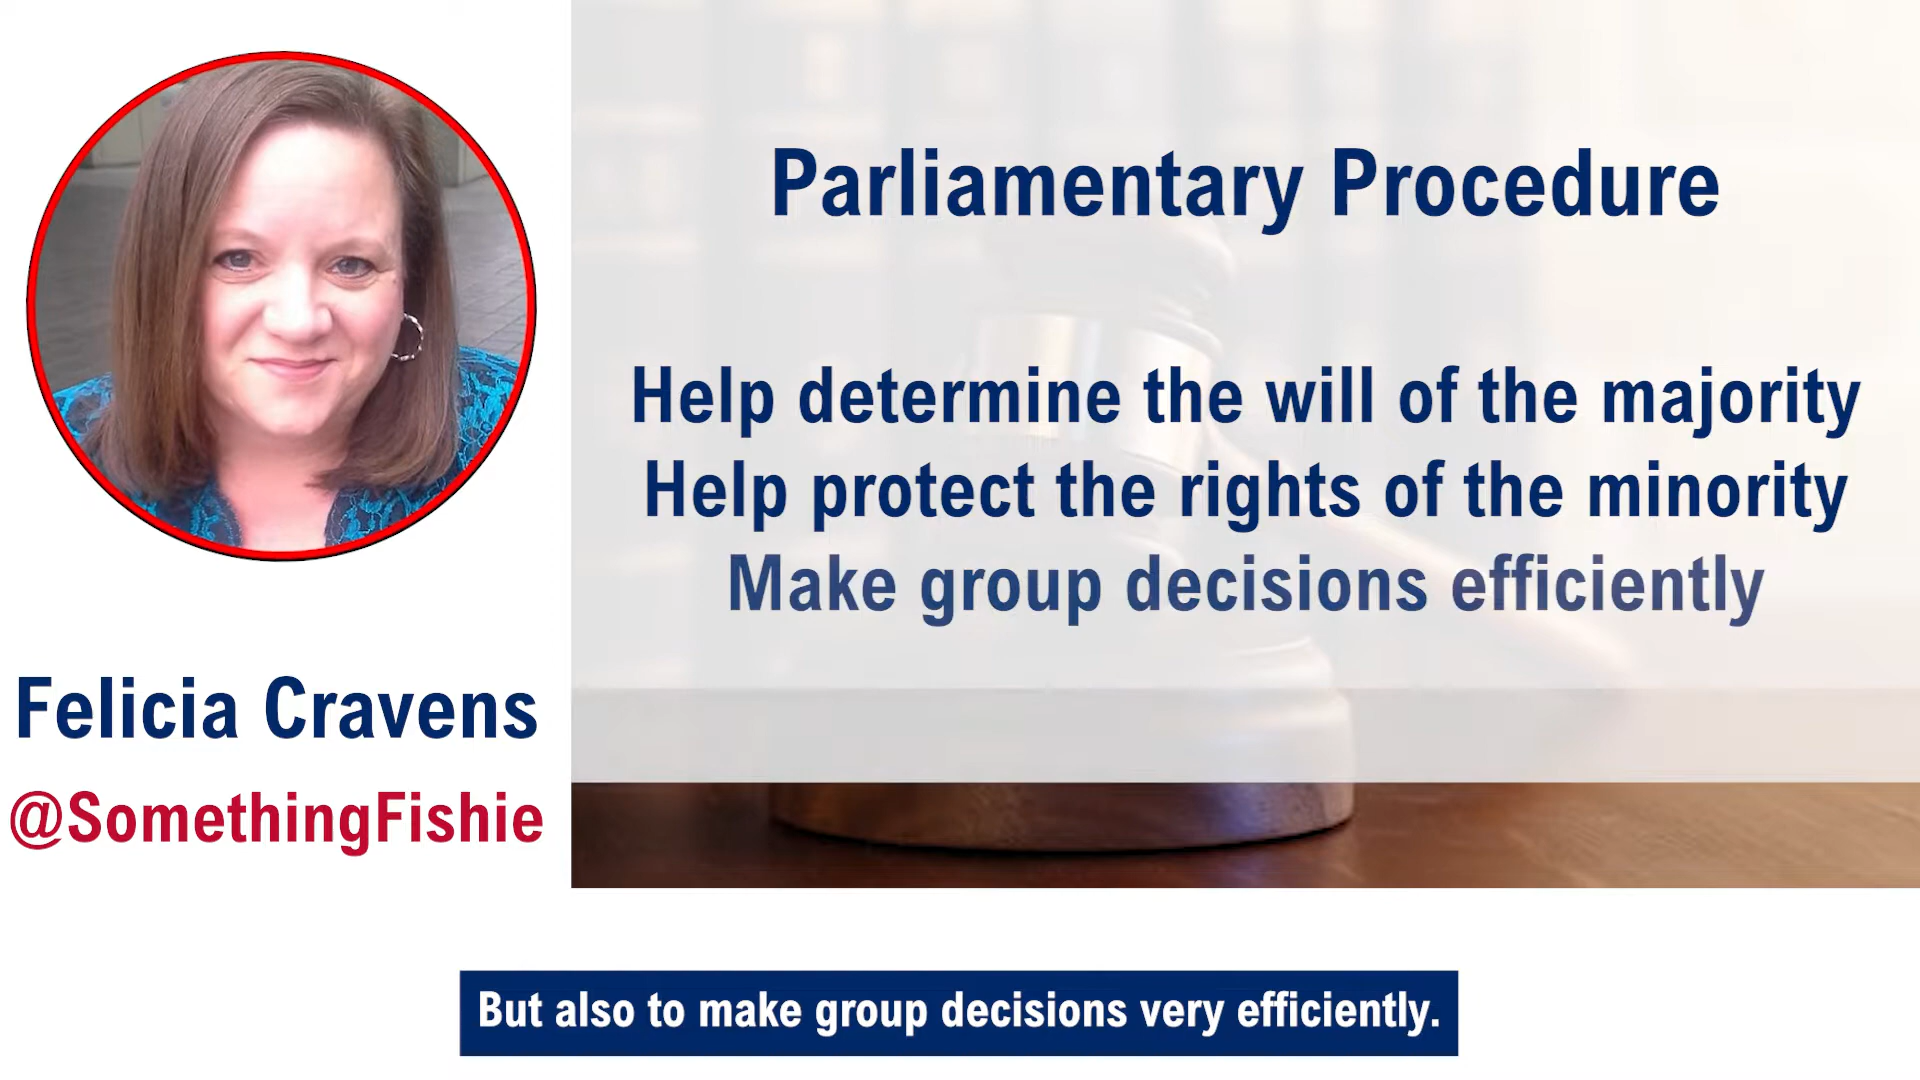 Parliamentary Procedure
Help determine the will of the majority
Help protect the rights of the minority
Make group decisions efficiently
Felicia Cravens
@SomethingFishie
But also to make group decisions very efficiently.